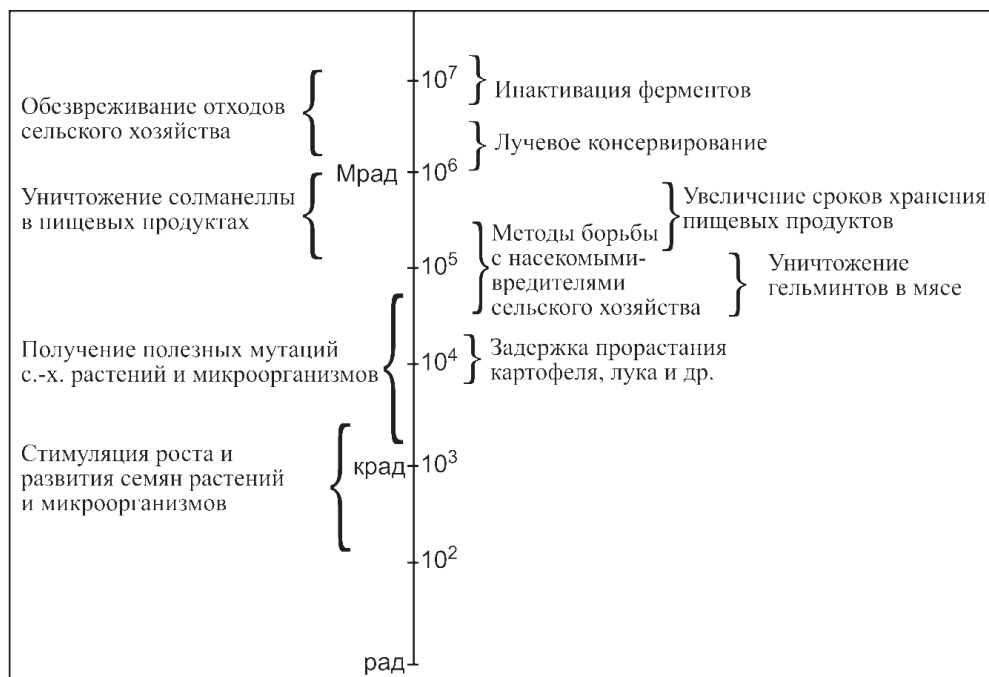 Обезвреживание отходов
сельского хозяйства
Уничтожение солманеллы
в пищевых продуктах
Получение полезных мутаций
с.-х. растений и микроорганизмов
Стимуляция роста и
развития семян растений
и микроорганизмов
10⁷
Мрад 10⁶
10⁵
10⁴
крад 10³
10²
рад
Инактивация ферментов
Лучевое консервирование
Увеличение сроков хранения
пищевых продуктов
Методы борьбы
с насекомыми-
вредителями
сельского хозяйства
Уничтожение
гельминтов в мясе
Задержка прорастания
картофеля, лука и др.